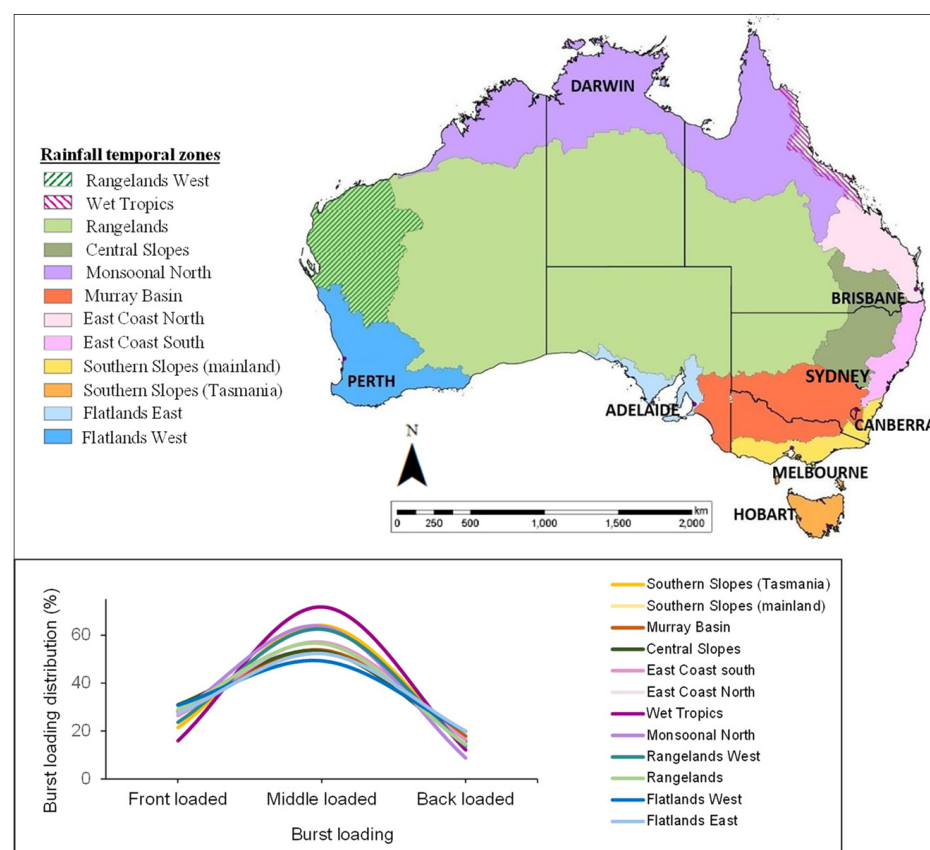 Rainfall temporal zones
Rangelands West
Wet Tropics
Rangelands
Central Slopes
Monsoonal North
Murray Basin
East Coast North
East Coast South
Southern Slopes (mainland)
Southern Slopes (Tasmania)
Flatlands East
Flatlands West
DARWIN
BRISBANE
PERTH
SYDNEY
ADELAIDE
CANBERRA
MELBOURNE
HOBART
N
km
0 125 250 500 1,000 1,500 2,000
Burst loading distribution (%)
60
40
20
0
Front loaded Middle loaded Back loaded
Burst loading
Southern Slopes (Tasmania)
Southern Slopes (mainland)
Murray Basin
Central Slopes
East Coast south
East Coast North
Wet Tropics
Monsoonal North
Rangelands West
Rangelands
Flatlands West
Flatlands East